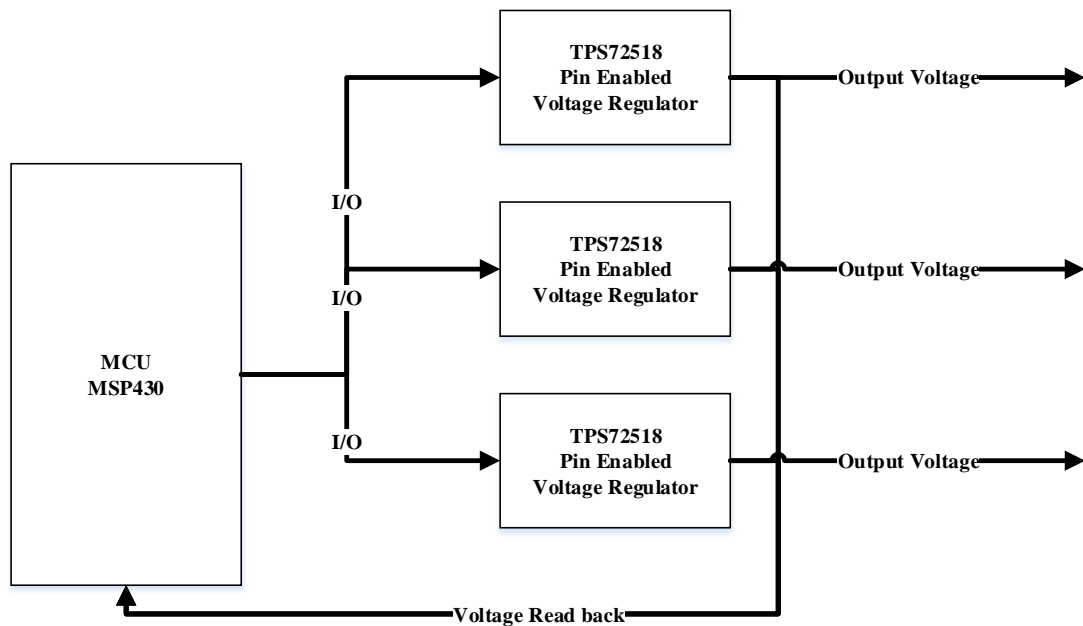 TPS72518
Pin Enabled
Voltage Regulator
Output Voltage
I/O
TPS72518
Pin Enabled
Voltage Regulator
Output Voltage
I/O
MCU
MSP430
I/O
TPS72518
Pin Enabled
Voltage Regulator
Output Voltage
Voltage Read back